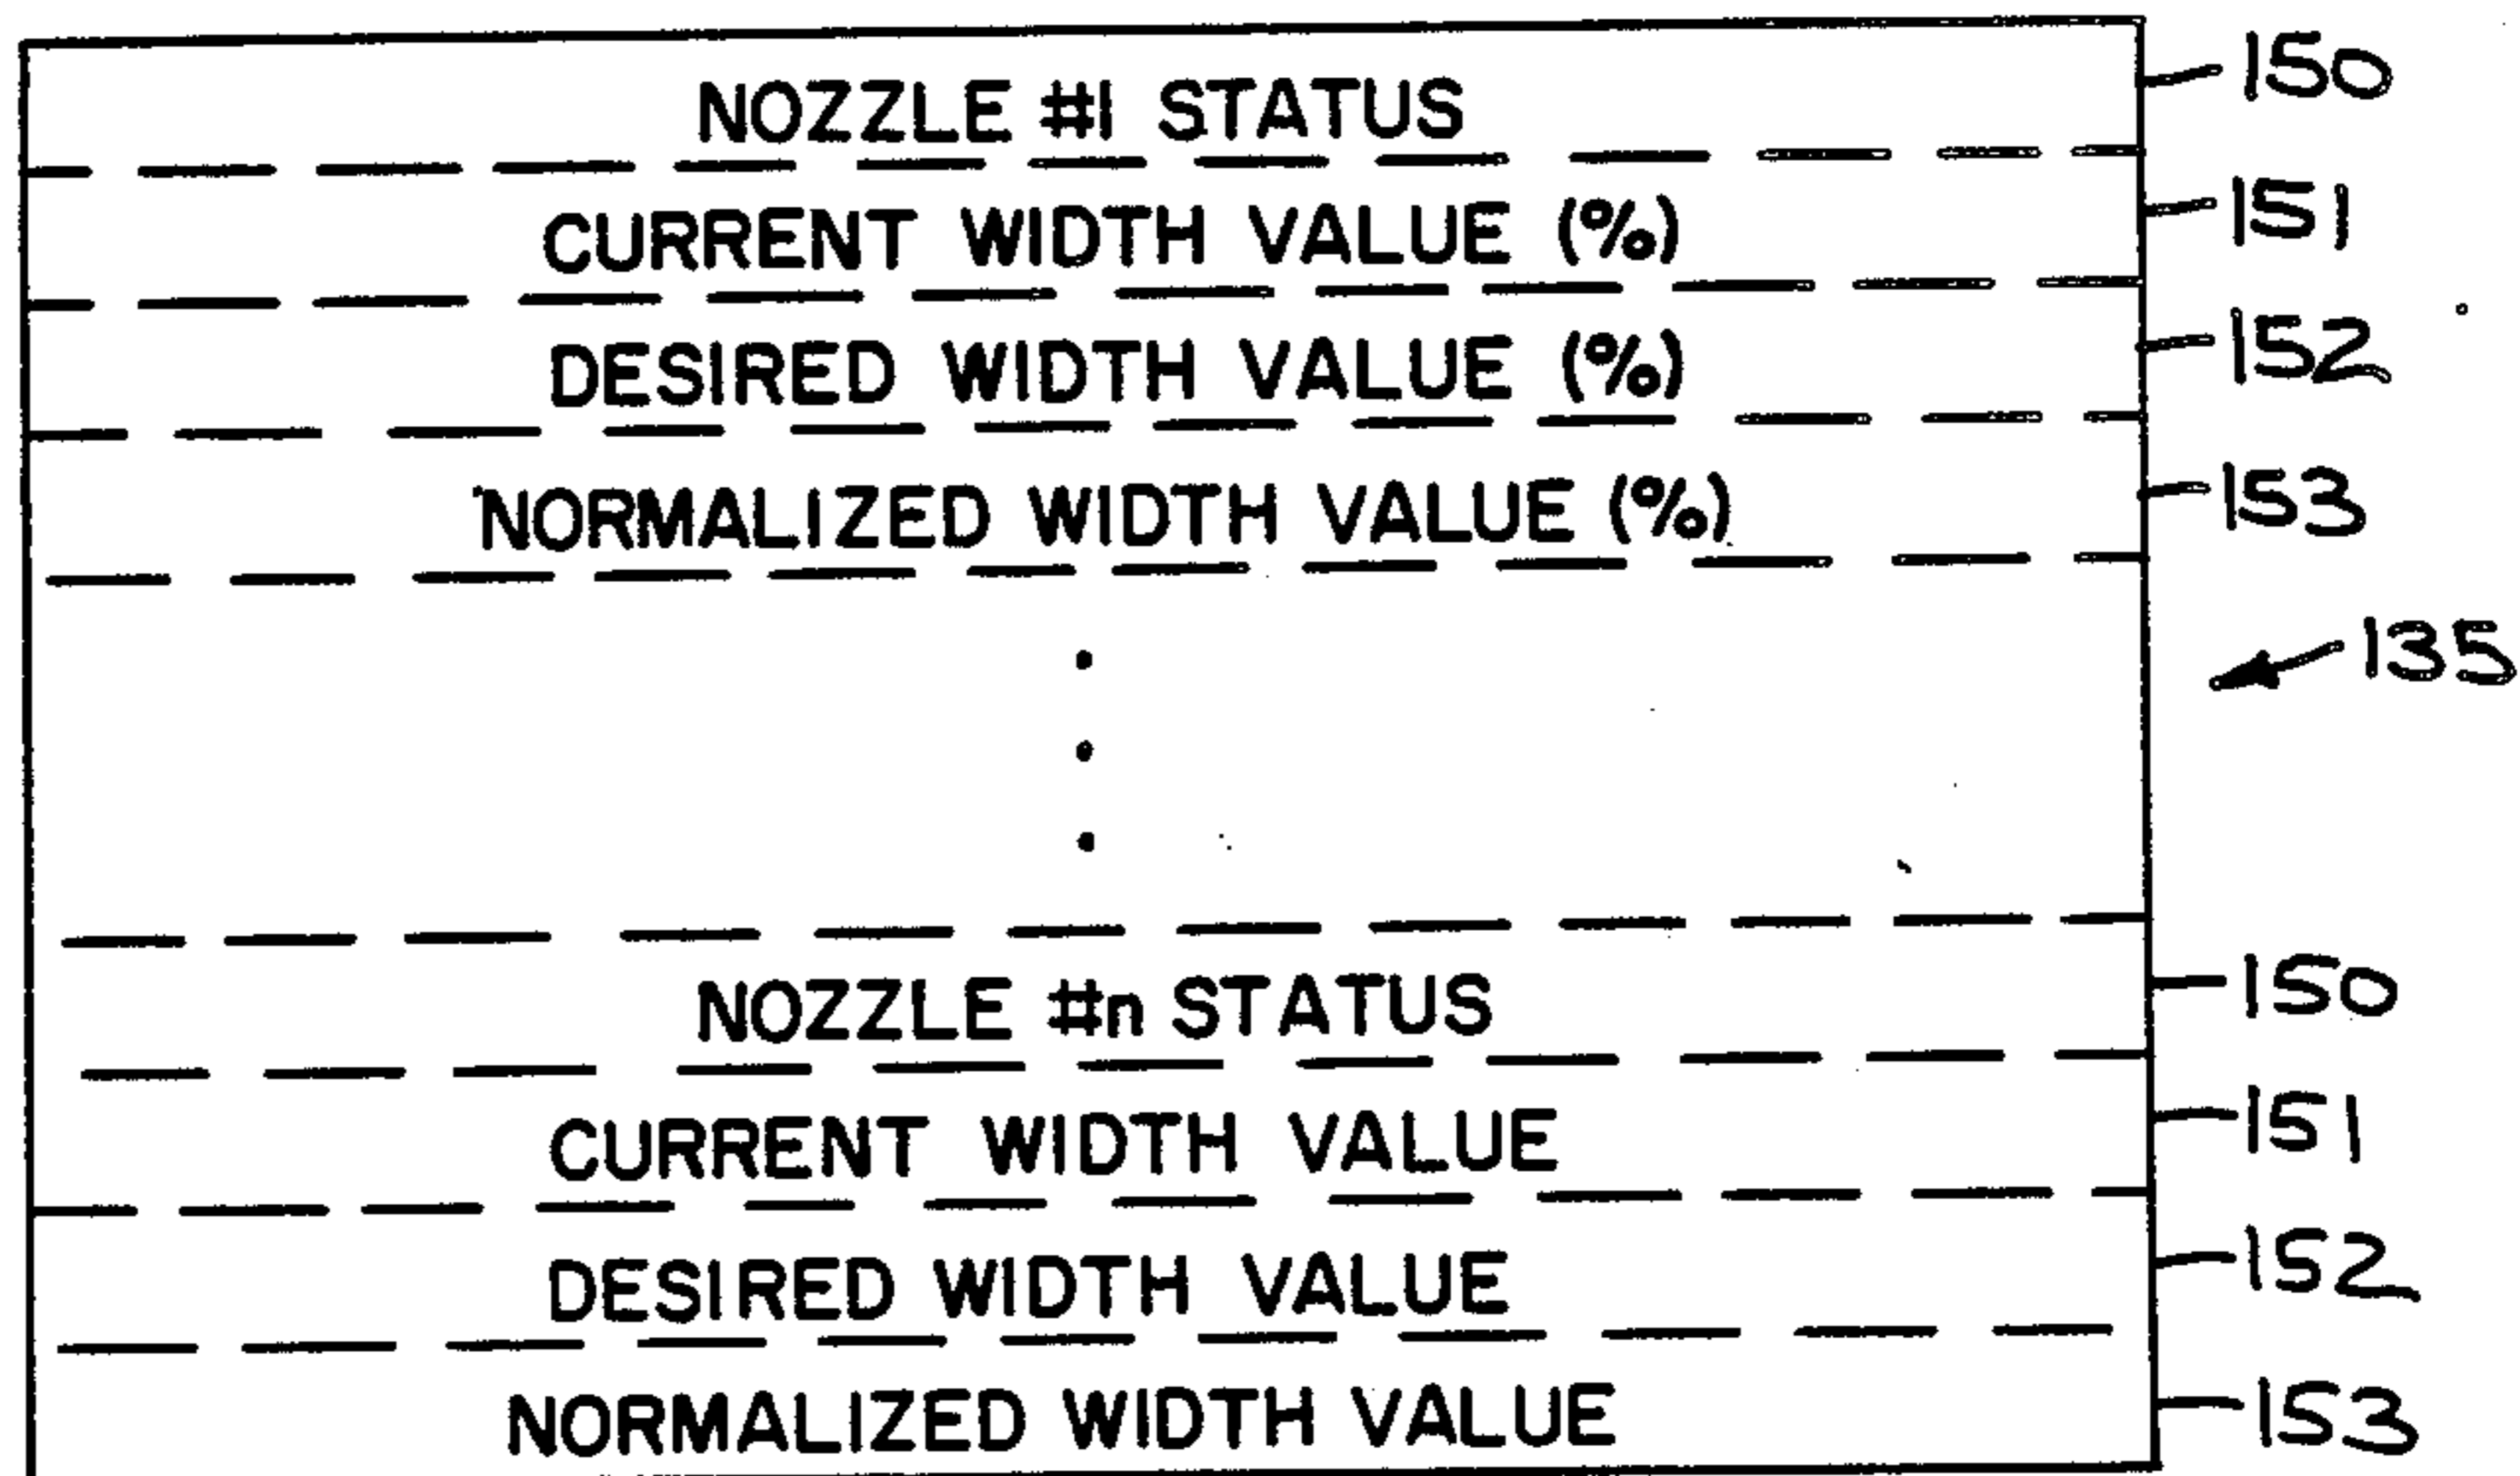 NOZZLE #1 STATUS 150
CURRENT WIDTH VALUE (%) 151
DESIRED WIDTH VALUE (%) 152
NORMALIZED WIDTH VALUE (%) 153
135
NOZZLE #n STATUS 150
CURRENT WIDTH VALUE 151
DESIRED WIDTH VALUE 152
NORMALIZED WIDTH VALUE 153